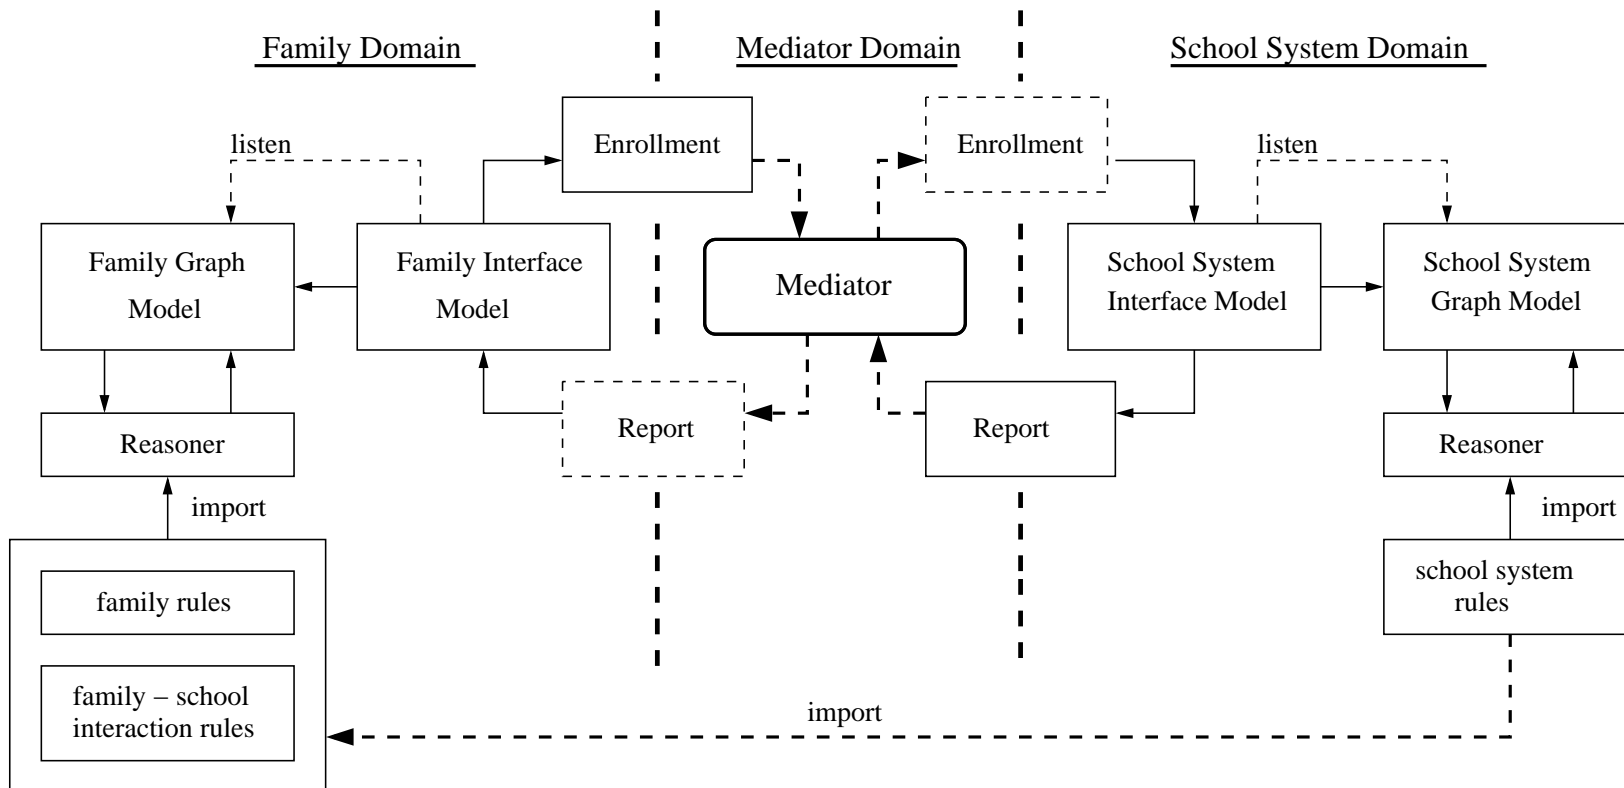 Family Domain
Mediator Domain
School System Domain
listen
Enrollment
Enrollment
listen
Family Graph
Model
Family Interface
Model
Mediator
School System
Interface Model
School System
Graph Model
Reasoner
Report
Report
Reasoner
import
import
family rules
school system
rules
family – school
interaction rules
import